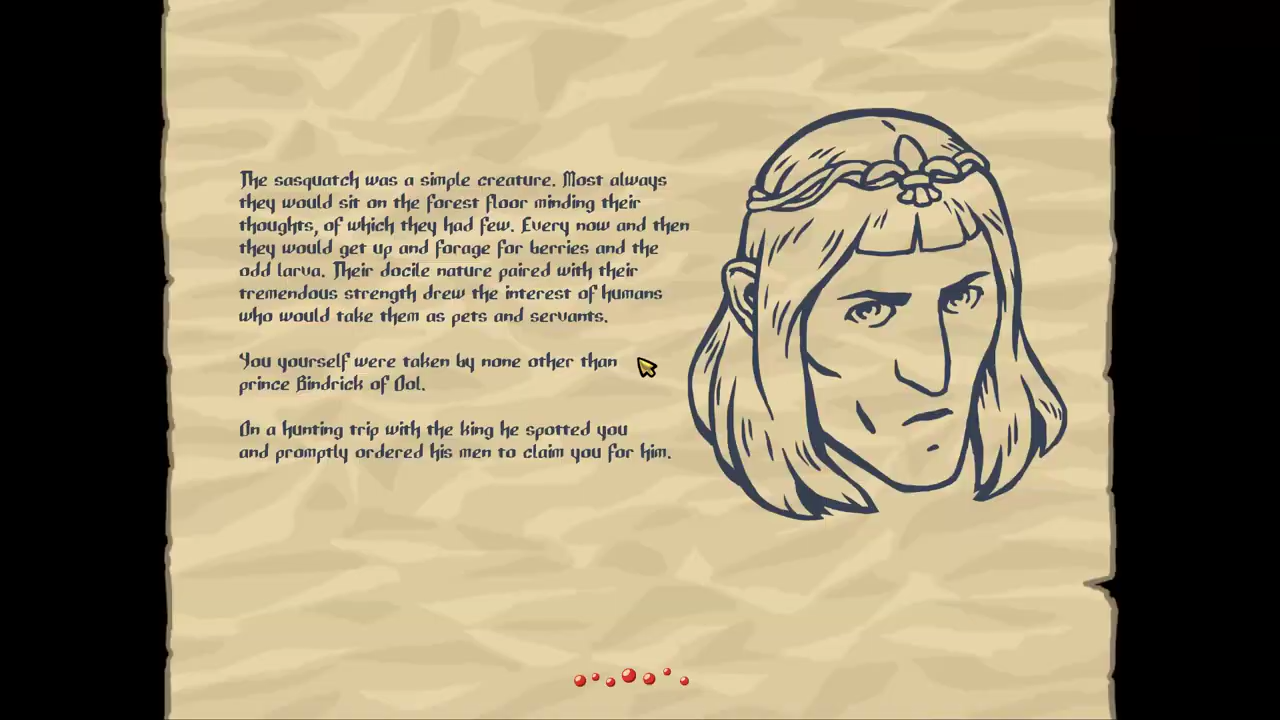 The sasquatch was a simple creature. Most always
they would sit on the forest floor minding their
thoughts, of which they had few. Every now and then
they would get up and forage for berries and the
odd larva. Their docile nature paired with their
tremendous strength drew the interest of humans
who would take them as pets and servants.
You yourself were taken by none other than
prince Bindrick of Dal.
On a hunting trip with the king he spotted you
and promptly ordered his men to claim you for him.